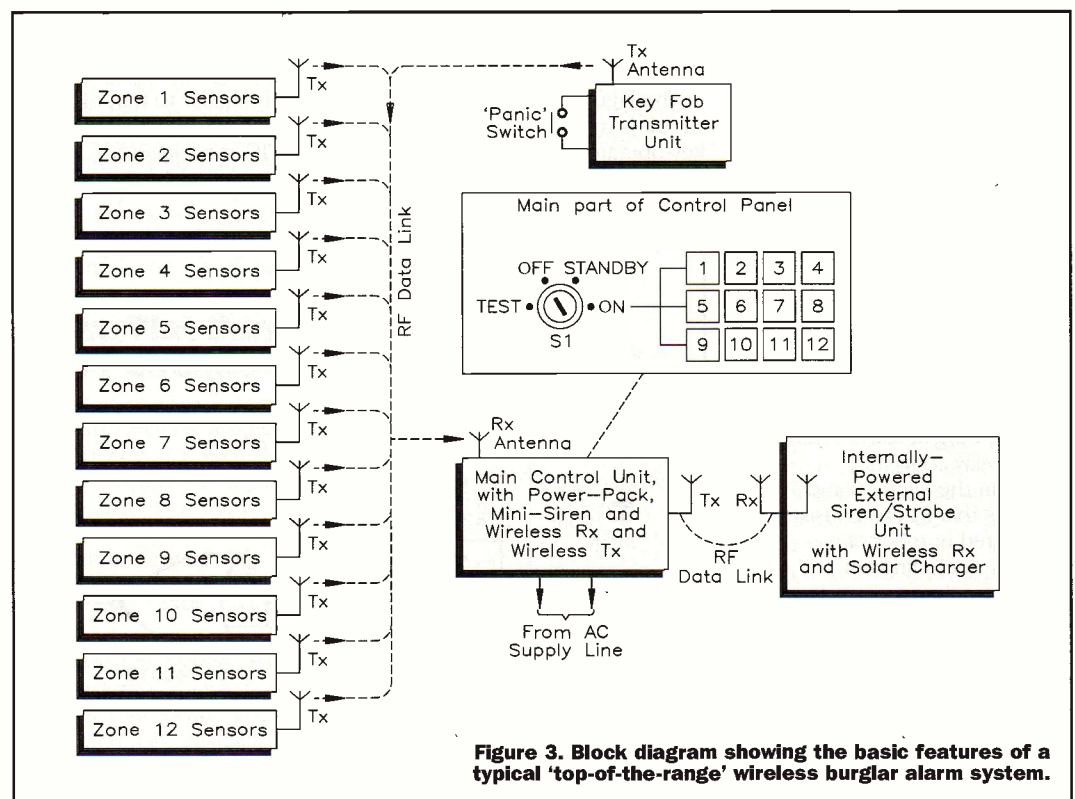 Zone 1 Sensors
Tx
Zone 2 Sensors
Tx
Zone 3 Sensors
Tx
Zone 4 Sensors
Tx
Zone 5 Sensors
Tx
Zone 6 Sensors
Tx
Zone 7 Sensors
Tx
Zone 8 Sensors
Tx
Zone 9 Sensors
Tx
Zone 10 Sensors
Tx
Zone 11 Sensors
Tx
Zone 12 Sensors
Tx
RF Data Link
Tx
Antenna
'Panic'
Switch
Key Fob
Transmitter
Unit
Main part of Control Panel
OFF STANDBY
TEST
ON
S1
1 2 3 4
5 6 7 8
9 10 11 12
Rx
Antenna
Main Control Unit,
with Power-Pack,
Mini-Siren and
Wireless Rx and
Wireless Tx
Tx
Rx
RF
Data Link
Internally-
Powered
External
Siren/Strobe
Unit
with Wireless Rx
and Solar Charger
From AC
Supply Line
Figure 3. Block diagram showing the basic features of a
typical 'top-of-the-range' wireless burglar alarm system.